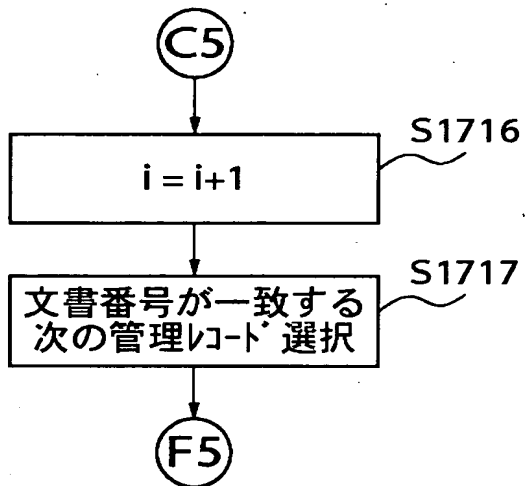 C5
S1716
i = i+1
S1717
文書番号が一致する
次の管理ﾚｺｰﾄﾞ選択
F5